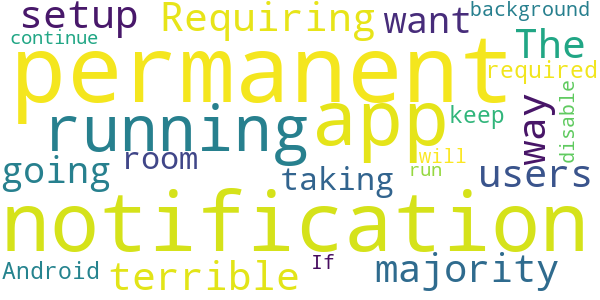 setup Requiring want background
continue The
permanent
required
running app keep disable
way
room will
going taking run users
notification
Android terrible If majority